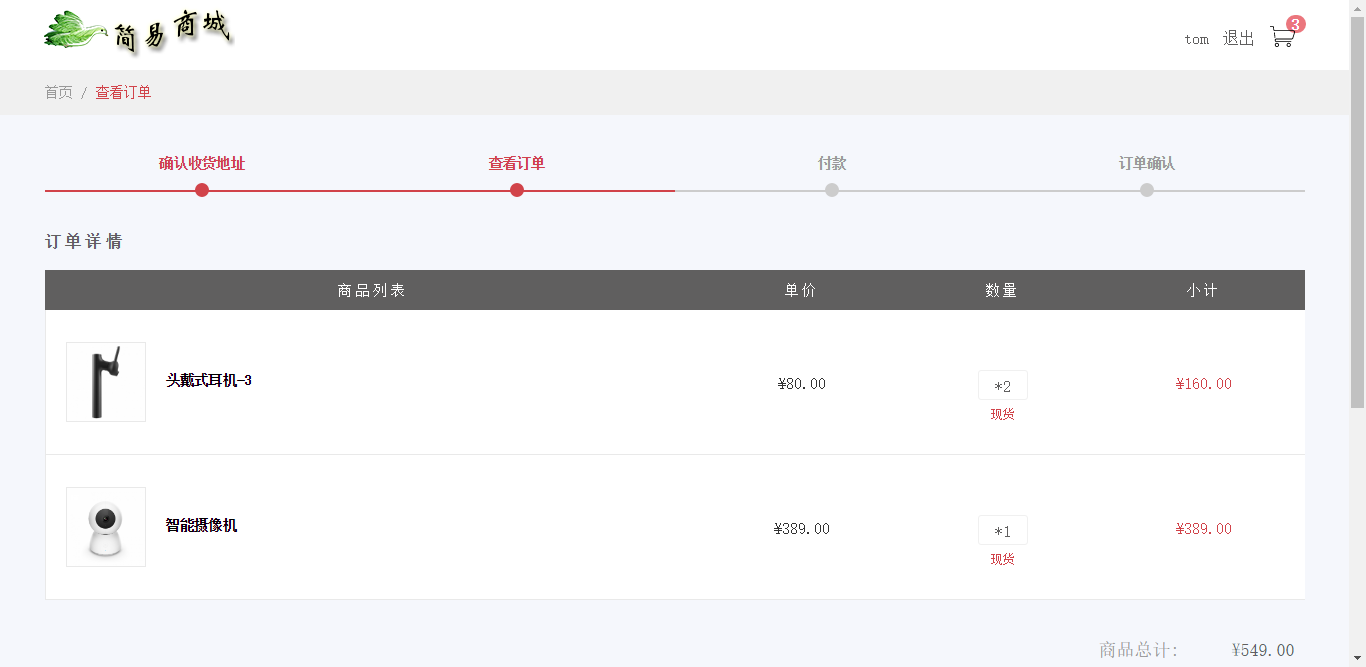 简易商城
tom 退出 3
首页 / 查看订单
确认收货地址 查看订单 付款 订单确认
订单详情
商品列表 单价 数量 小计
头戴式耳机-3 ¥80.00 *2 ¥160.00
现货
智能摄像机 ¥389.00 *1 ¥389.00
现货
商品总计: ¥549.00